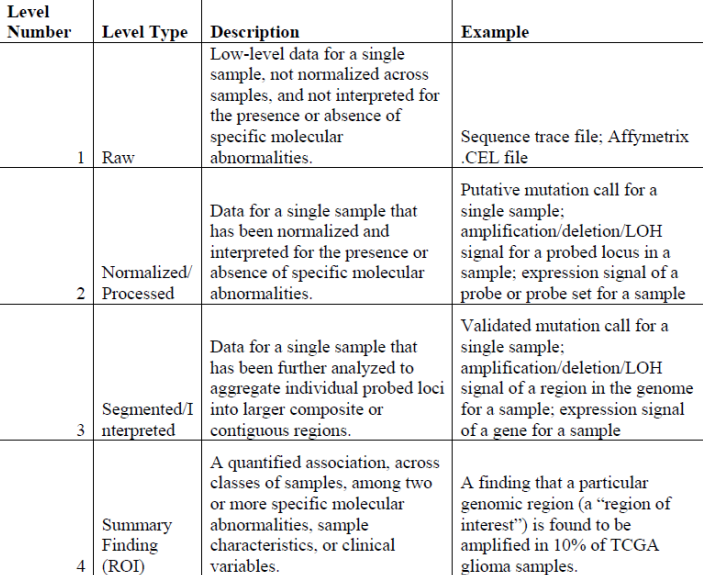 Level
Number
Level Type
Description
Example
1
Raw
Low-level data for a single
sample, not normalized across
samples, and not interpreted for
the presence or absence of
specific molecular
abnormalities.
Sequence trace file; Affymetrix
.CEL file
2
Normalized/
Processed
Data for a single sample that
has been normalized and
interpreted for the presence or
absence of specific molecular
abnormalities.
Putative mutation call for a
single sample;
amplification/deletion/LOH
signal for a probed locus in a
sample; expression signal of a
probe or probe set for a sample
3
Segmented/I
nterpreted
Data for a single sample that
has been further analyzed to
aggregate individual probed loci
into larger composite or
contiguous regions.
Validated mutation call for a
single sample;
amplification/deletion/LOH
signal of a region in the genome
for a sample; expression signal
of a gene for a sample
4
Summary
Finding
(ROI)
A quantified association, across
classes of samples, among two
or more specific molecular
abnormalities, sample
characteristics, or clinical
variables.
A finding that a particular
genomic region (a “region of
interest”) is found to be
amplified in 10% of TCGA
glioma samples.